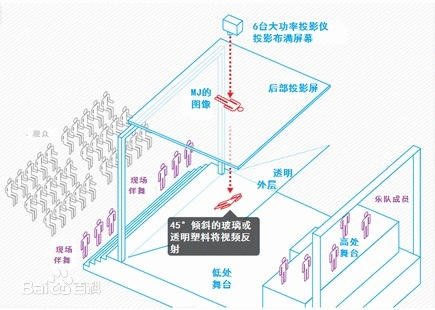 6台大功率投影仪
投影布满屏幕
MJ的
图像
后部投影屏
观众
现场
伴舞
透明
外层
乐队成员
45°倾斜的玻璃或
透明塑料将视频反
射
现场
伴舞
高处
舞台
低处
舞台
Bai百科